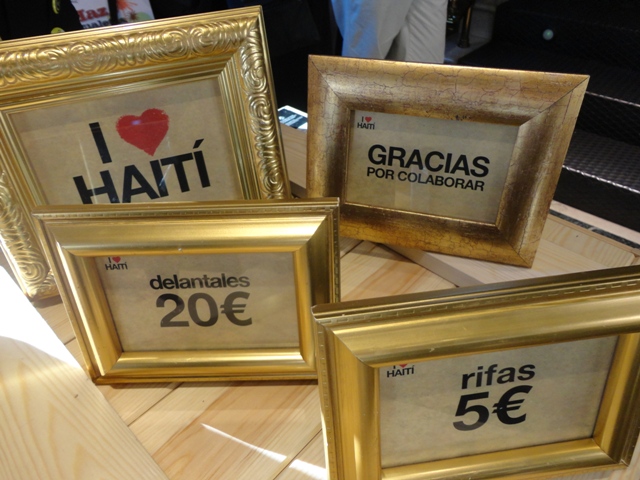 I ❤ HAITÍ
I ❤
HAITÍ
GRACIAS
POR COLABORAR
I ❤
HAITÍ
delantales
20€
I ❤
HAITÍ
rifas
5€